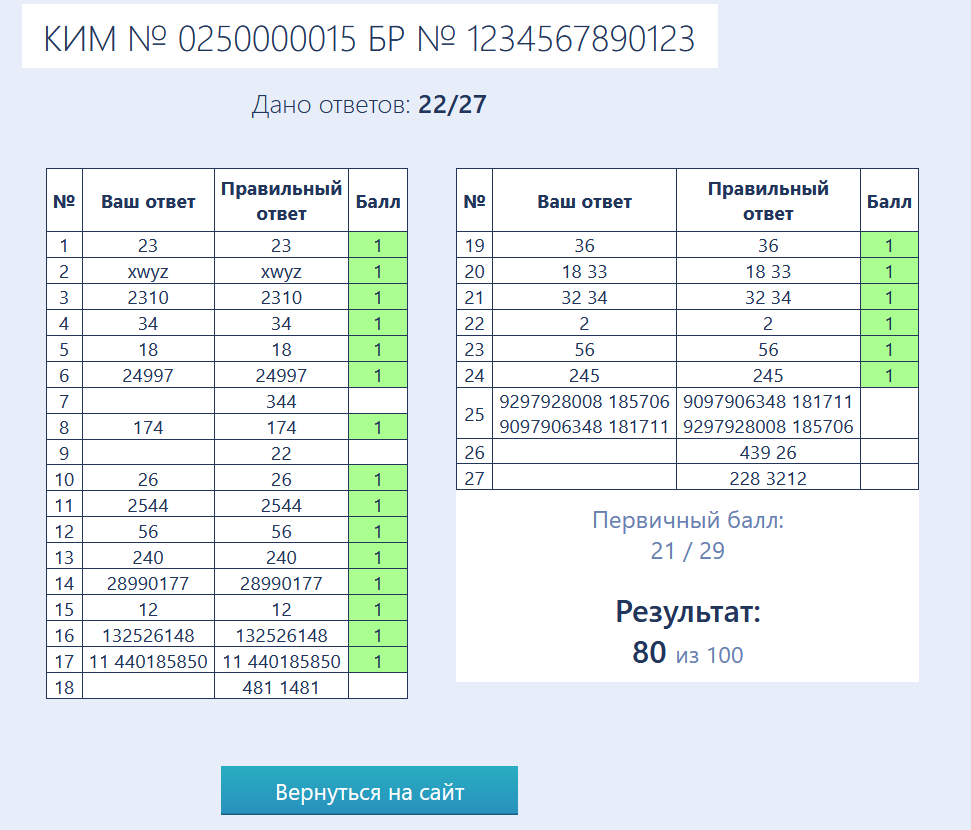 КИМ № 0250000015 БР № 1234567890123
Дано ответов: 22/27
№ Ваш ответ Правильный ответ Балл
1 23 23 1
2 xwyz xwyz 1
3 2310 2310 1
4 34 34 1
5 18 18 1
6 24997 24997 1
7 344
8 174 174 1
9 22
10 26 26 1
11 2544 2544 1
12 56 56 1
13 240 240 1
14 28990177 28990177 1
15 12 12 1
16 132526148 132526148 1
17 11 440185850 11 440185850 1
18 481 1481
№ Ваш ответ Правильный ответ Балл
19 36 36 1
20 18 33 18 33 1
21 32 34 32 34 1
22 2 2 1
23 56 56 1
24 245 245 1
25 9297928008 185706 9097906348 181711
9097906348 181711 9297928008 185706
26 439 26
27 228 3212
Первичный балл:
21 / 29
Результат:
80 из 100
Вернуться на сайт